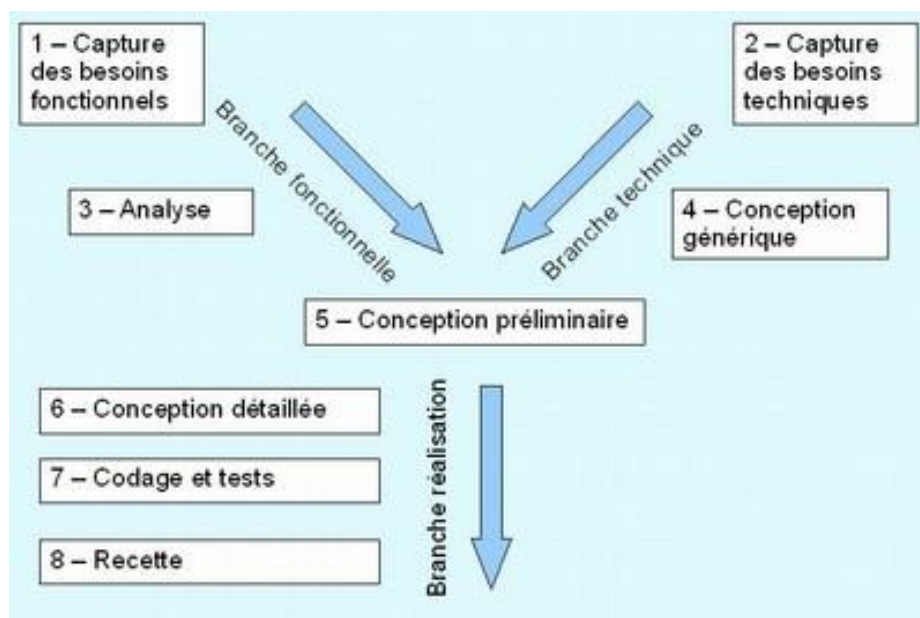 1 – Capture
des besoins
fonctionnels
2 – Capture
des besoins
techniques
Branche fonctionnelle
Branche technique
3 – Analyse
4 – Conception
générique
5 – Conception préliminaire
6 – Conception détaillée
7 – Codage et tests
8 – Recette
Branche réalisation